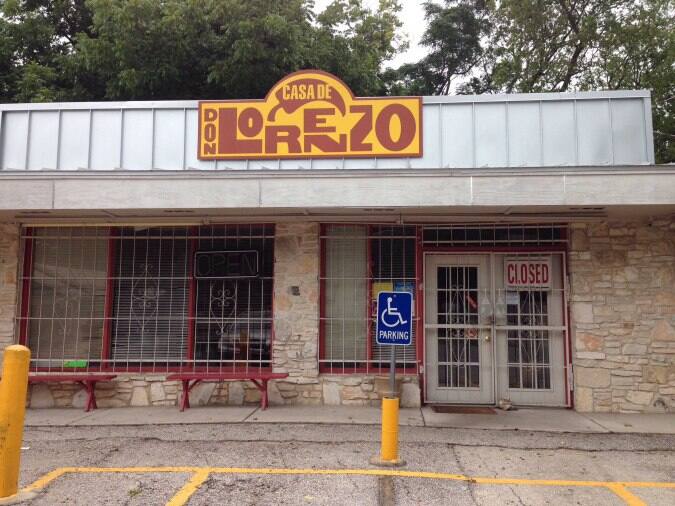 CASA DE
DON LORENZO
OPEN
CLOSED
PARKING